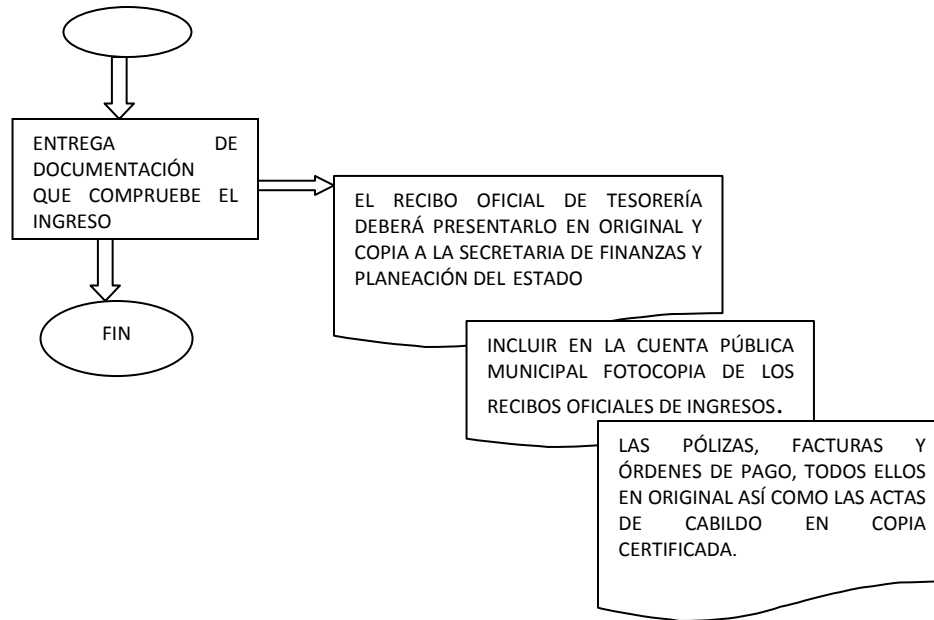 ENTREGA DE
DOCUMENTACIÓN
QUE COMPRUEBE EL
INGRESO
EL RECIBO OFICIAL DE TESORERÍA
DEBERÁ PRESENTARLO EN ORIGINAL Y
COPIA A LA SECRETARIA DE FINANZAS Y
PLANEACIÓN DEL ESTADO
FIN
INCLUIR EN LA CUENTA PÚBLICA
MUNICIPAL FOTOCOPIA DE LOS
RECIBOS OFICIALES DE INGRESOS.
LAS PÓLIZAS, FACTURAS Y
ÓRDENES DE PAGO, TODOS ELLOS
EN ORIGINAL ASÍ COMO LAS ACTAS
DE CABILDO EN COPIA
CERTIFICADA.